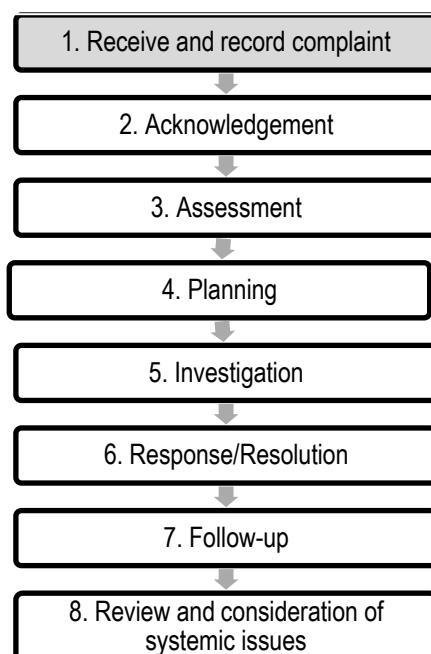 1. Receive and record complaint
2. Acknowledgement
3. Assessment
4. Planning
5. Investigation
6. Response/Resolution
7. Follow-up
8. Review and consideration of
systemic issues